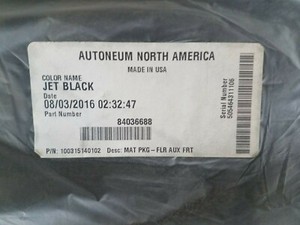 AUTONEUM NORTH AMERICA
MADE IN USA
COLOR NAME
JET BLACK
Date
08/03/2016 02:32:47
Part Number
84036688
Serial Number
505464311106
P/N: 100315140102 Desc: MAT PKG - FLR AUX FRT